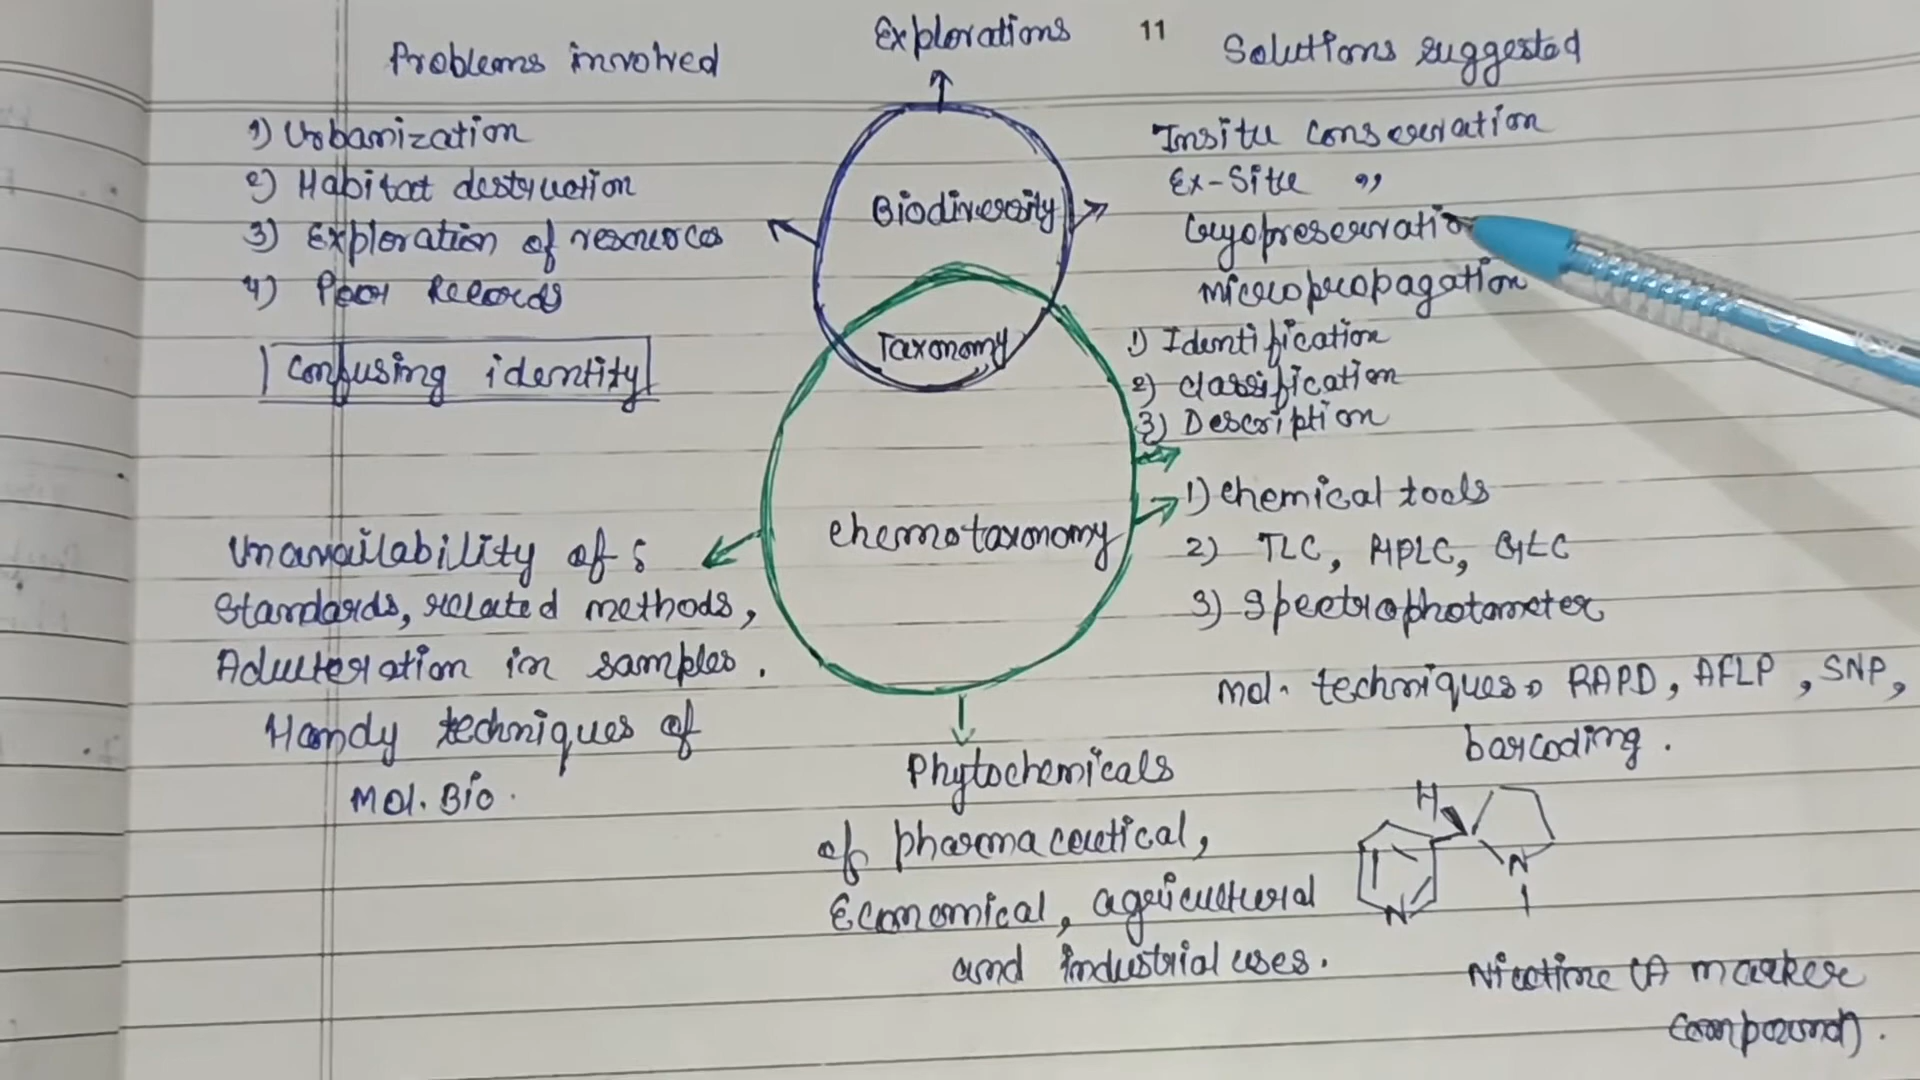 Explorations 11
Problems involved
1) Urbanization
2) Habitat destruction
3) Exploration of resources
4) Poor Records
Confusing identity
Solutions suggested
Insitu conservation
Ex-Situ ,,
Cryopreservation
micropropagation
1) Identification
2) classification
3) Description
Biodiversity
Taxonomy
chemotaxonomy
1) chemical tools
2) TLC, HPLC, GLC
3) Spectrophotometer
Unavailability of
Standards, related methods,
Adulteration in samples.
Handy techniques of
Mol. Bio.
mol. techniques, RAPD, AFLP, SNP,
barcoding.
Phytochemicals
of pharmaceutical,
Economical, agricultural
and industrial uses.
H
N
N
Nicotine (A marker
compound).